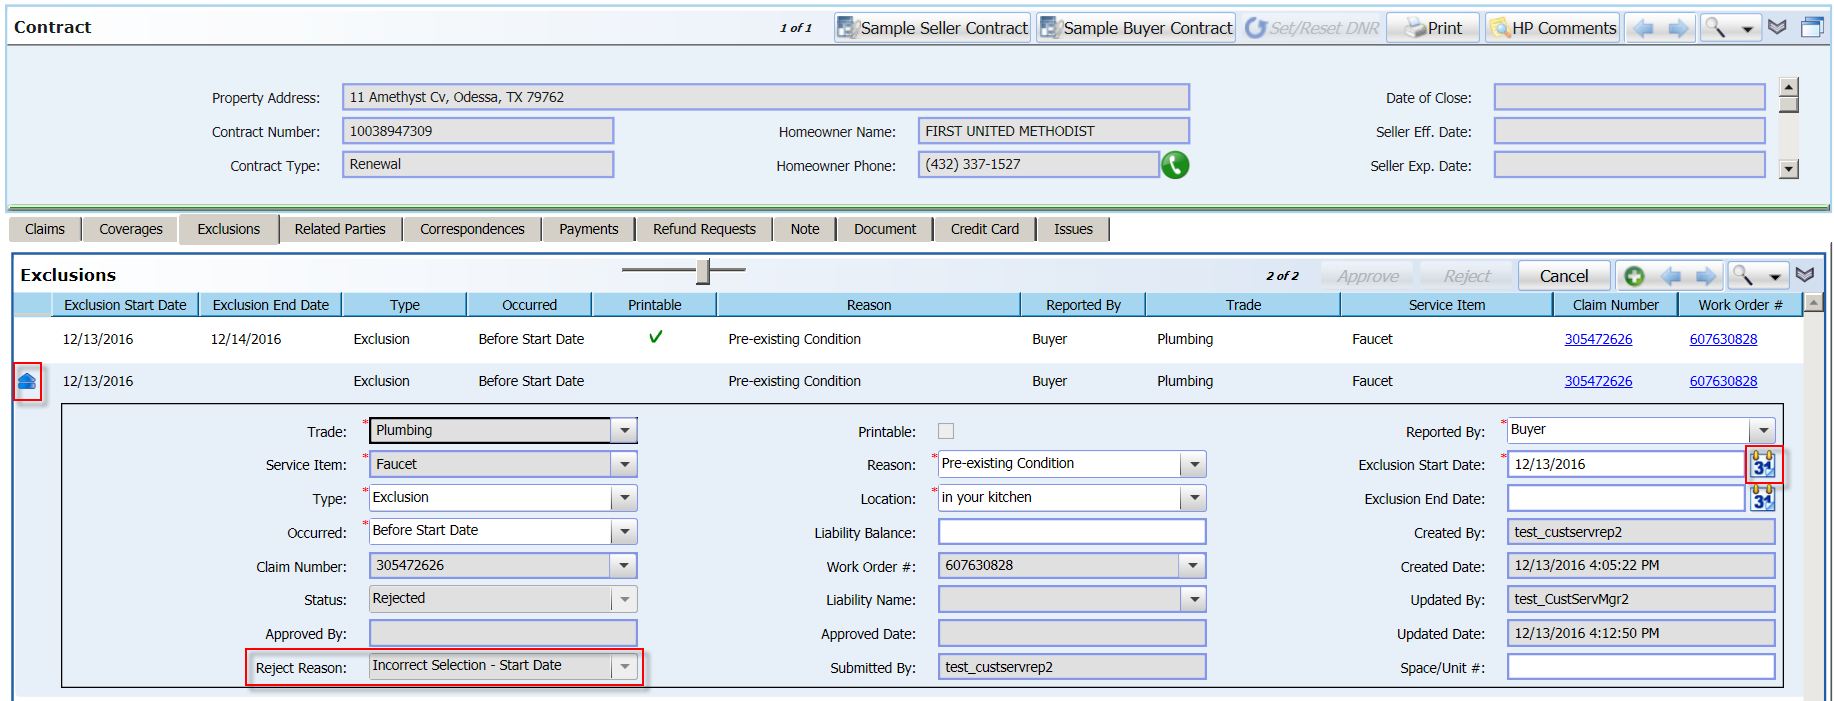 Contract 1 of 1 Sample Seller Contract Sample Buyer Contract Set/Reset DNR Print HP Comments
Property Address: 11 Amethyst Cv, Odessa, TX 79762 Date of Close:
Contract Number: 10038947309 Homeowner Name: FIRST UNITED METHODIST Seller Eff. Date:
Contract Type: Renewal Homeowner Phone: (432) 337-1527 Seller Exp. Date:
Claims Coverages Exclusions Related Parties Correspondences Payments Refund Requests Note Document Credit Card Issues
Exclusions 2 of 2 Approve Reject Cancel
Exclusion Start Date Exclusion End Date Type Occurred Printable Reason Reported By Trade Service Item Claim Number Work Order #
12/13/2016 12/14/2016 Exclusion Before Start Date Pre-existing Condition Buyer Plumbing Faucet 305472626 607630828
12/13/2016 Exclusion Before Start Date Pre-existing Condition Buyer Plumbing Faucet 305472626 607630828
Trade: * Plumbing Printable: Reported By: * Buyer
Service Item: * Faucet Reason: * Pre-existing Condition Exclusion Start Date: * 12/13/2016 31
Type: * Exclusion Location: * in your kitchen Exclusion End Date: 31
Occurred: * Before Start Date Liability Balance: Created By: test_custservrep2
Claim Number: 305472626 Work Order #: 607630828 Created Date: 12/13/2016 4:05:22 PM
Status: Rejected Liability Name: Updated By: test_CustServMgr2
Approved By: Approved Date: Updated Date: 12/13/2016 4:12:50 PM
Reject Reason: Incorrect Selection - Start Date Submitted By: test_custservrep2 Space/Unit #: